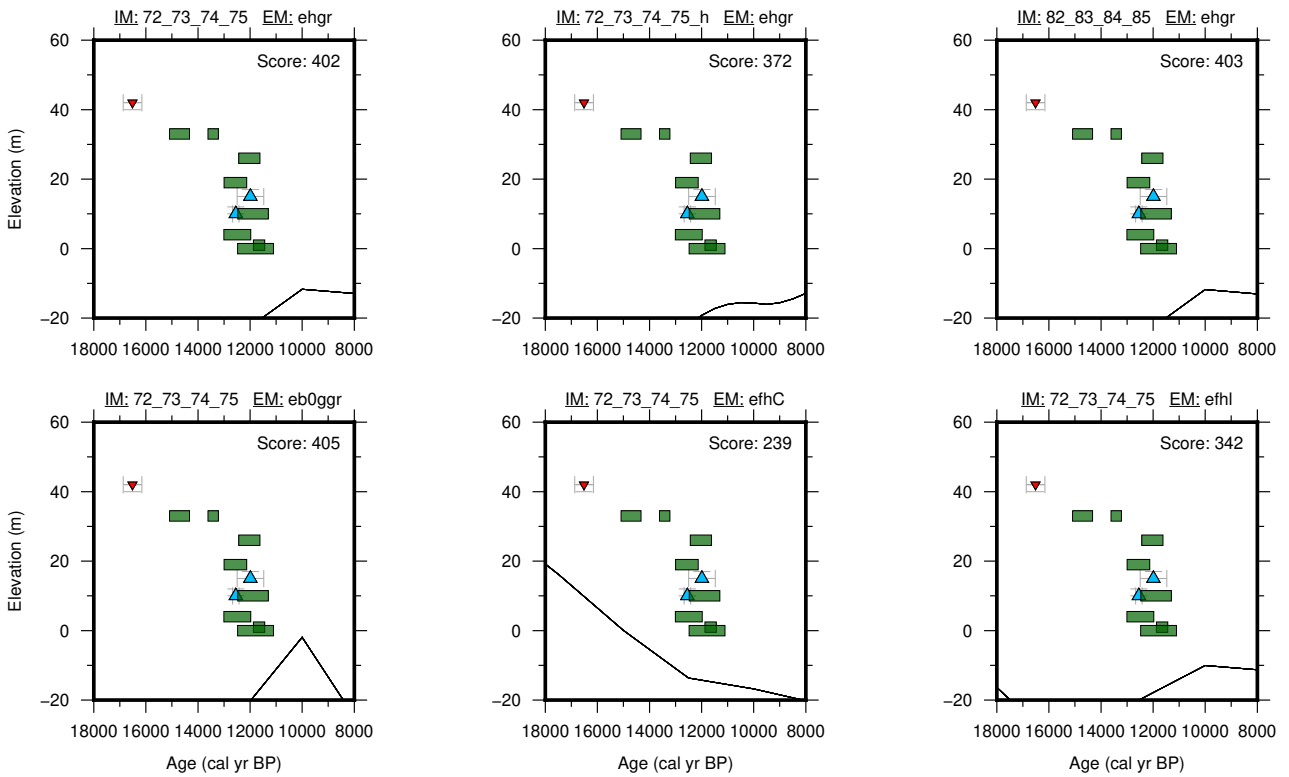 IM: 72_73_74_75 EM: ehgr
IM: 72_73_74_75_h EM: ehgr
IM: 82_83_84_85 EM: ehgr
Score: 402
Score: 372
Score: 403
Elevation (m)
60
40
20
0
−20
18000 16000 14000 12000 10000 8000
60
40
20
0
−20
18000 16000 14000 12000 10000 8000
60
40
20
0
−20
18000 16000 14000 12000 10000 8000
IM: 72_73_74_75 EM: eb0ggr
IM: 72_73_74_75 EM: efhC
IM: 72_73_74_75 EM: efhl
Score: 405
Score: 239
Score: 342
Elevation (m)
60
40
20
0
−20
18000 16000 14000 12000 10000 8000
60
40
20
0
−20
18000 16000 14000 12000 10000 8000
60
40
20
0
−20
18000 16000 14000 12000 10000 8000
Age (cal yr BP)
Age (cal yr BP)
Age (cal yr BP)